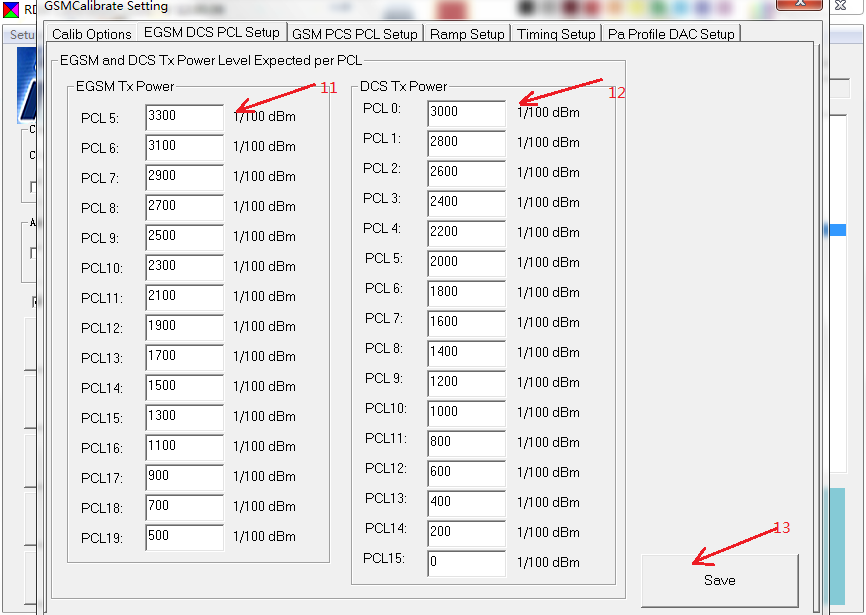 GSMCalibrate Setting
RD
Setu
Calib Options EGSM DCS PCL Setup GSM PCS PCL Setup Ramp Setup Timing Setup Pa Profile DAC Setup
EGSM and DCS Tx Power Level Expected per PCL
EGSM Tx Power
11
PCL 5: 3300 1/100 dBm
PCL 6: 3100 1/100 dBm
PCL 7: 2900 1/100 dBm
PCL 8: 2700 1/100 dBm
PCL 9: 2500 1/100 dBm
PCL10: 2300 1/100 dBm
PCL11: 2100 1/100 dBm
PCL12: 1900 1/100 dBm
PCL13: 1700 1/100 dBm
PCL14: 1500 1/100 dBm
PCL15: 1300 1/100 dBm
PCL16: 1100 1/100 dBm
PCL17: 900 1/100 dBm
PCL18: 700 1/100 dBm
PCL19: 500 1/100 dBm
DCS Tx Power
12
PCL 0: 3000 1/100 dBm
PCL 1: 2800 1/100 dBm
PCL 2: 2600 1/100 dBm
PCL 3: 2400 1/100 dBm
PCL 4: 2200 1/100 dBm
PCL 5: 2000 1/100 dBm
PCL 6: 1800 1/100 dBm
PCL 7: 1600 1/100 dBm
PCL 8: 1400 1/100 dBm
PCL 9: 1200 1/100 dBm
PCL10: 1000 1/100 dBm
PCL11: 800 1/100 dBm
PCL12: 600 1/100 dBm
PCL13: 400 1/100 dBm
PCL14: 200 1/100 dBm
PCL15: 0 1/100 dBm
13
Save